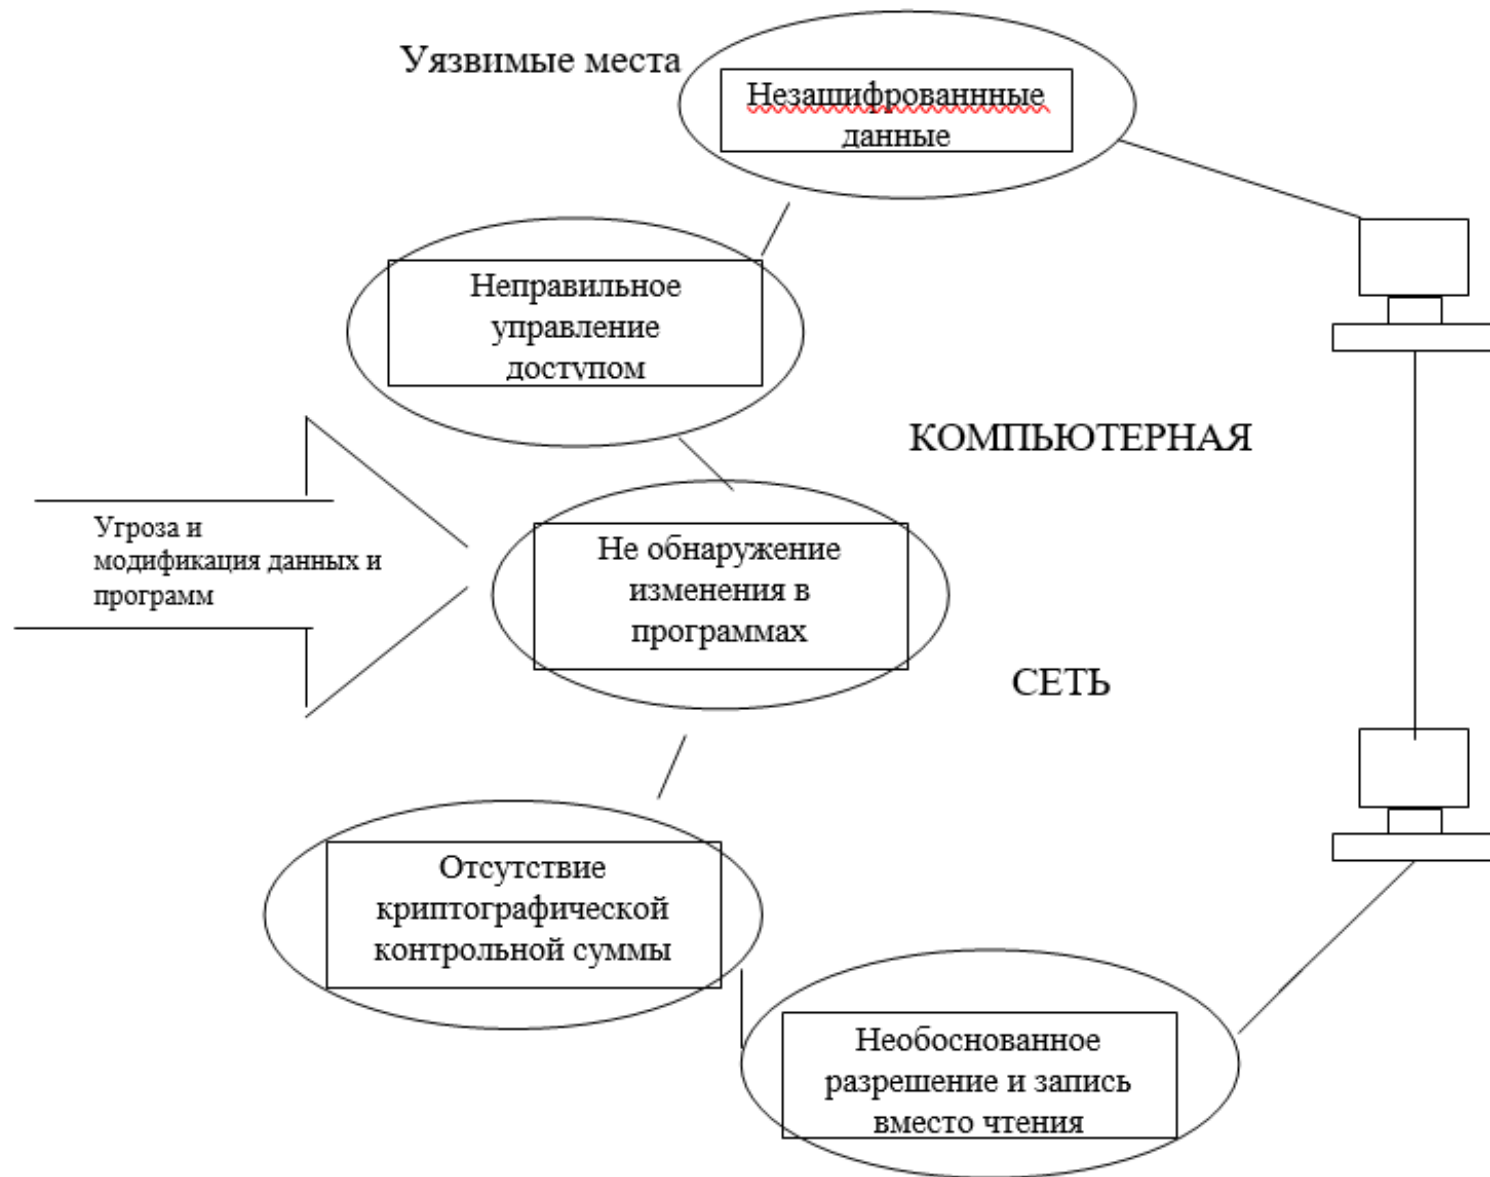 Уязвимые места
Незашифрованнные
данные
Неправильное
управление
доступом
КОМПЬЮТЕРНАЯ
Угроза и
модификация данных и
программ
Не обнаружение
изменения в
программах
СЕТЬ
Отсутствие
криптографической
контрольной суммы
Необоснованное
разрешение и запись
вместо чтения